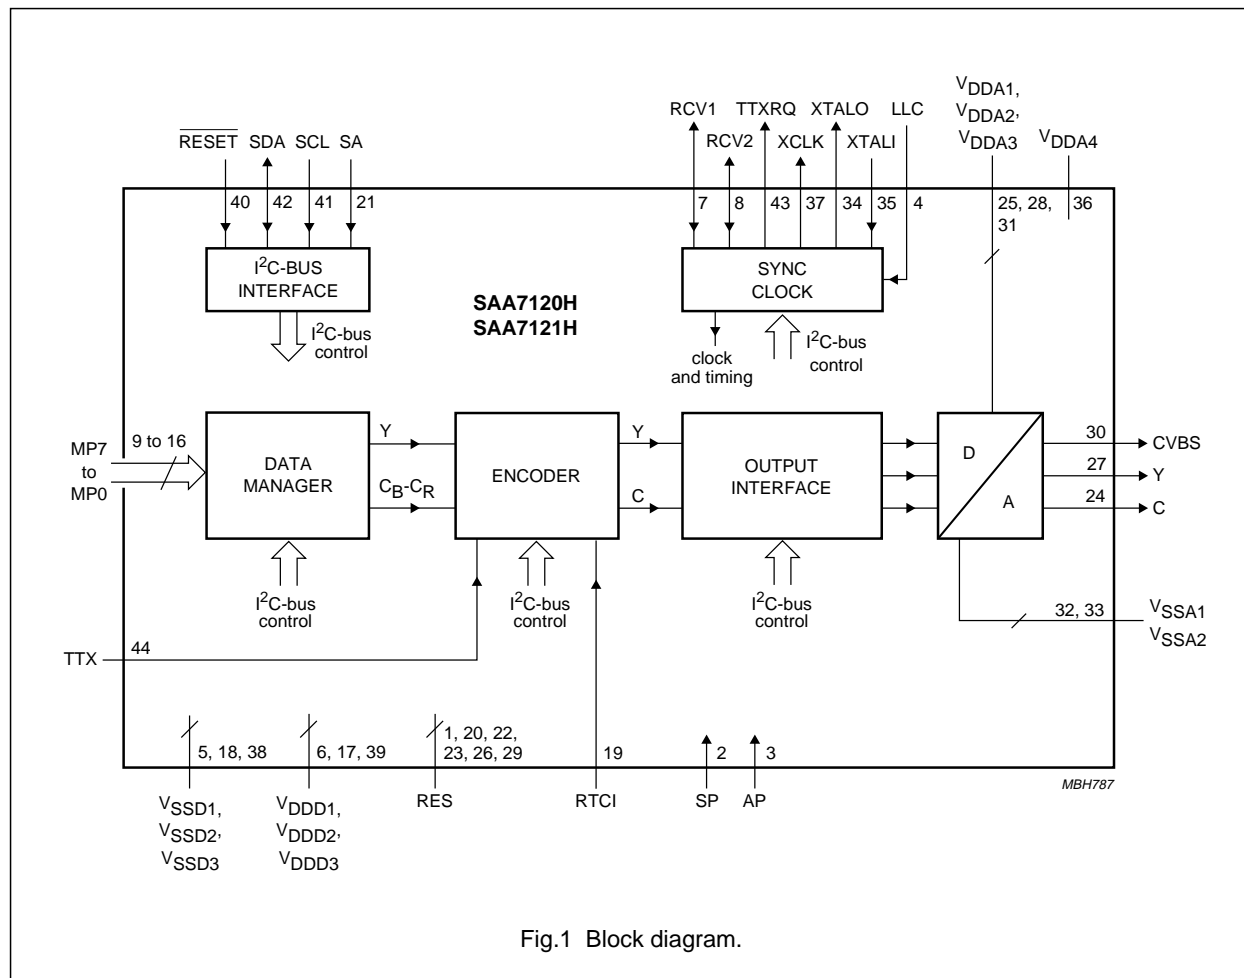 RCV1 TTXRQ XTALO LLC
VDDA1,
VDDA2,
VDDA3
VDDA4
RESET SDA SCL SA
RCV2 XCLK XTALI
40 42 41 21
7 8 43 37 34 35 4
25, 28,
31
36
I2C-BUS
INTERFACE
SYNC
CLOCK
SAA7120H
SAA7121H
I2C-bus
control
clock
and timing
I2C-bus
control
MP7
to
MP0
9 to 16
DATA
MANAGER
Y
CB-CR
ENCODER
Y
C
OUTPUT
INTERFACE
D
A
30 CVBS
27 Y
24 C
I2C-bus
control
I2C-bus
control
I2C-bus
control
32, 33
VSSA1
VSSA2
TTX 44
5, 18, 38
6, 17, 39
1, 20, 22,
23, 26, 29
19
2
3
MBH787
VSSD1,
VSSD2,
VSSD3
VDDD1,
VDDD2,
VDDD3
RES
RTCI
SP
AP
Fig.1 Block diagram.